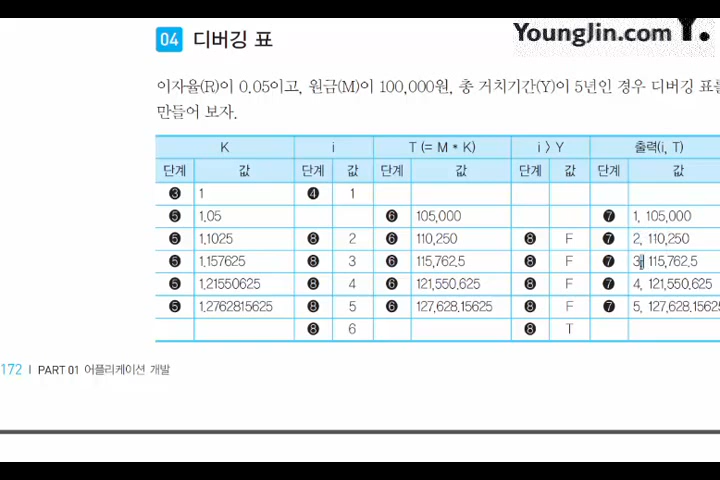 YoungJin.com Y.
04 디버깅 표
이자율(R)이 0.05이고, 원금(M)이 100,000원, 총 거치기간(Y)이 5년인 경우 디버깅 표를
만들어 보자.
K i T (= M * K) i > Y 출력(i, T)
단계 값 단계 값 단계 값 단계 값 단계 값
❸ 1 ❹ 1
❺ 1.05 ❻ 105,000 ❼ 1, 105,000
❺ 1.1025 ❽ 2 ❻ 110,250 ❽ F ❼ 2, 110,250
❺ 1.157625 ❽ 3 ❻ 115,762.5 ❽ F ❼ 3, 115,762.5
❺ 1.21550625 ❽ 4 ❻ 121,550.625 ❽ F ❼ 4, 121,550.625
❺ 1.2762815625 ❽ 5 ❻ 127,628.15625 ❽ F ❼ 5, 127,628.15625
❽ 6 ❽ T
172 | PART 01 어플리케이션 개발